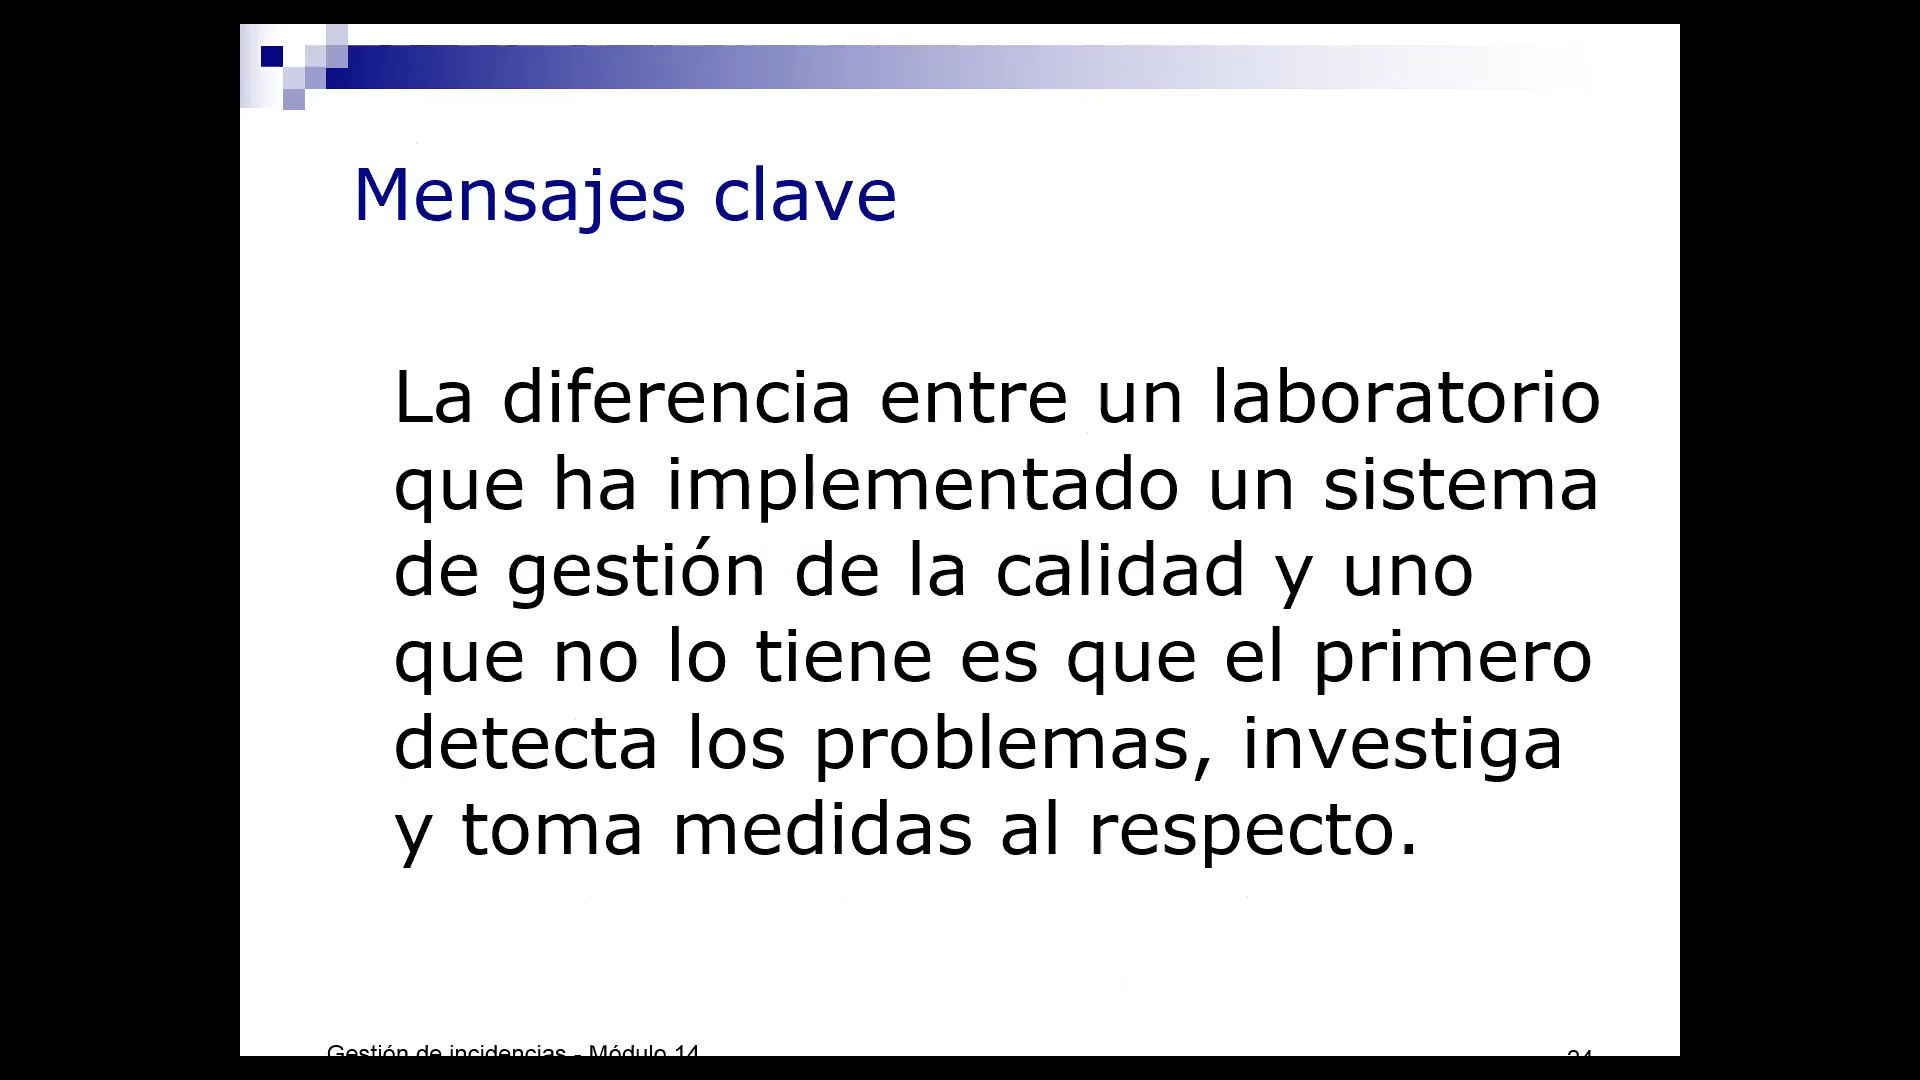 Mensajes clave
La diferencia entre un laboratorio
que ha implementado un sistema
de gestión de la calidad y uno
que no lo tiene es que el primero
detecta los problemas, investiga
y toma medidas al respecto.
Gestión de incidencias - Módulo 14